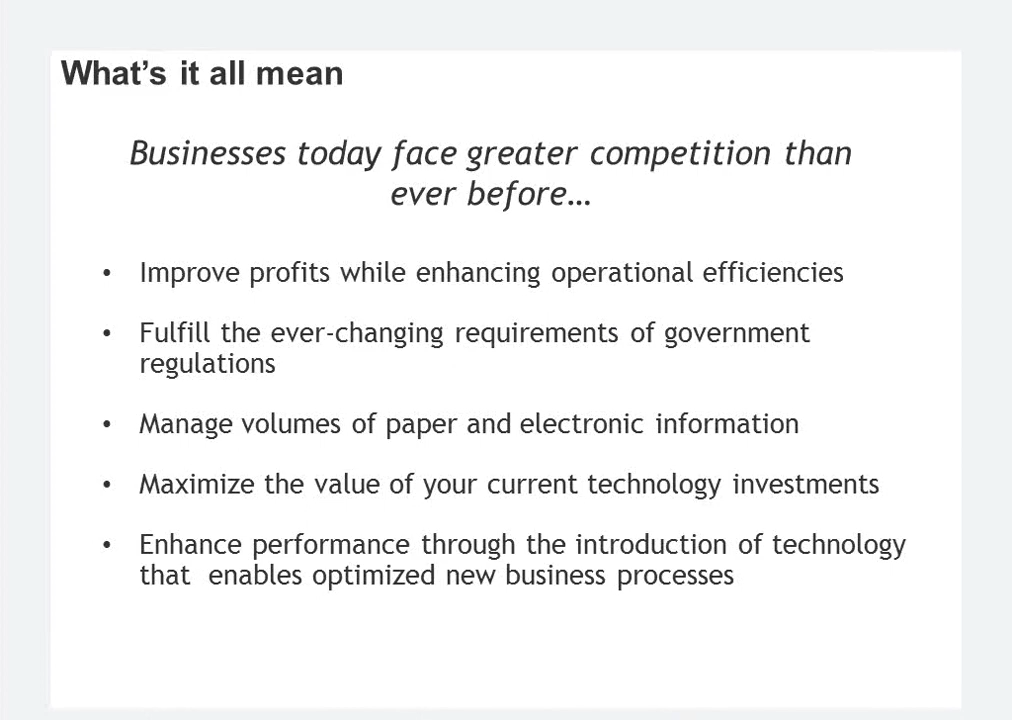 What’s it all mean
Businesses today face greater competition than
ever before…
• Improve profits while enhancing operational efficiencies
• Fulfill the ever-changing requirements of government
regulations
• Manage volumes of paper and electronic information
• Maximize the value of your current technology investments
• Enhance performance through the introduction of technology
that  enables optimized new business processes